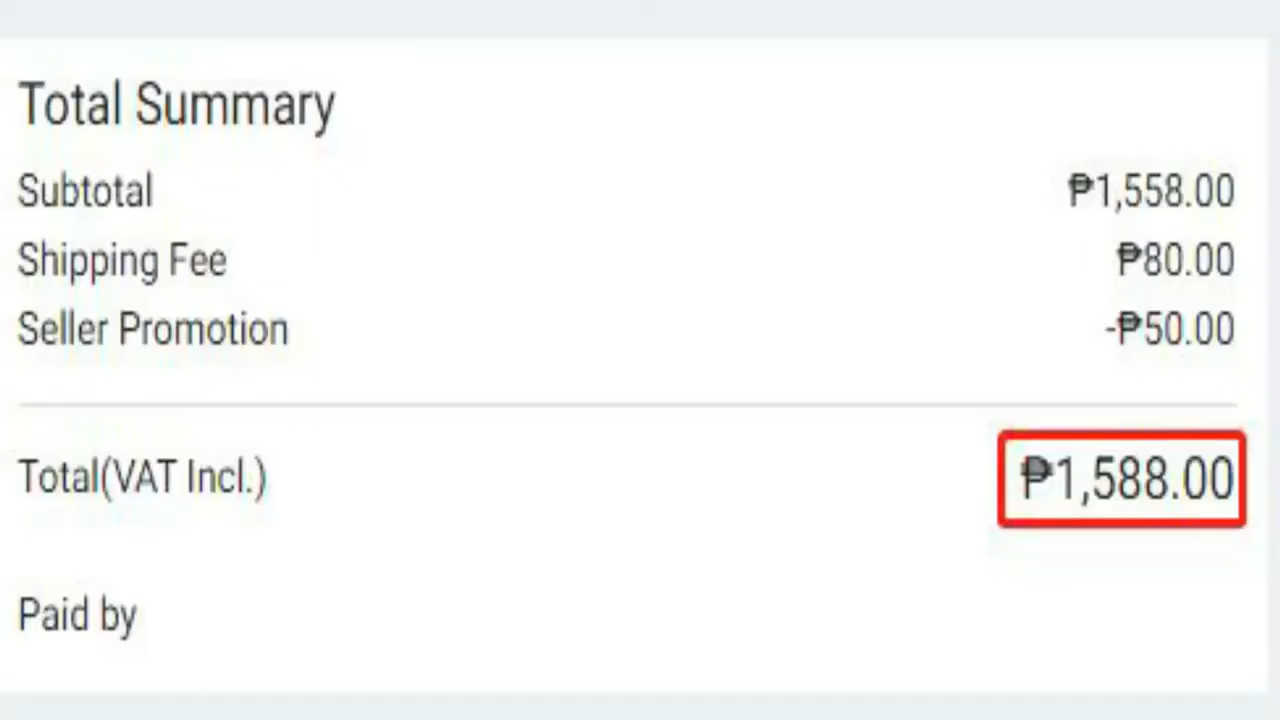 Total Summary
Subtotal ₱1,558.00
Shipping Fee ₱80.00
Seller Promotion -₱50.00
Total(VAT Incl.) ₱1,588.00
Paid by